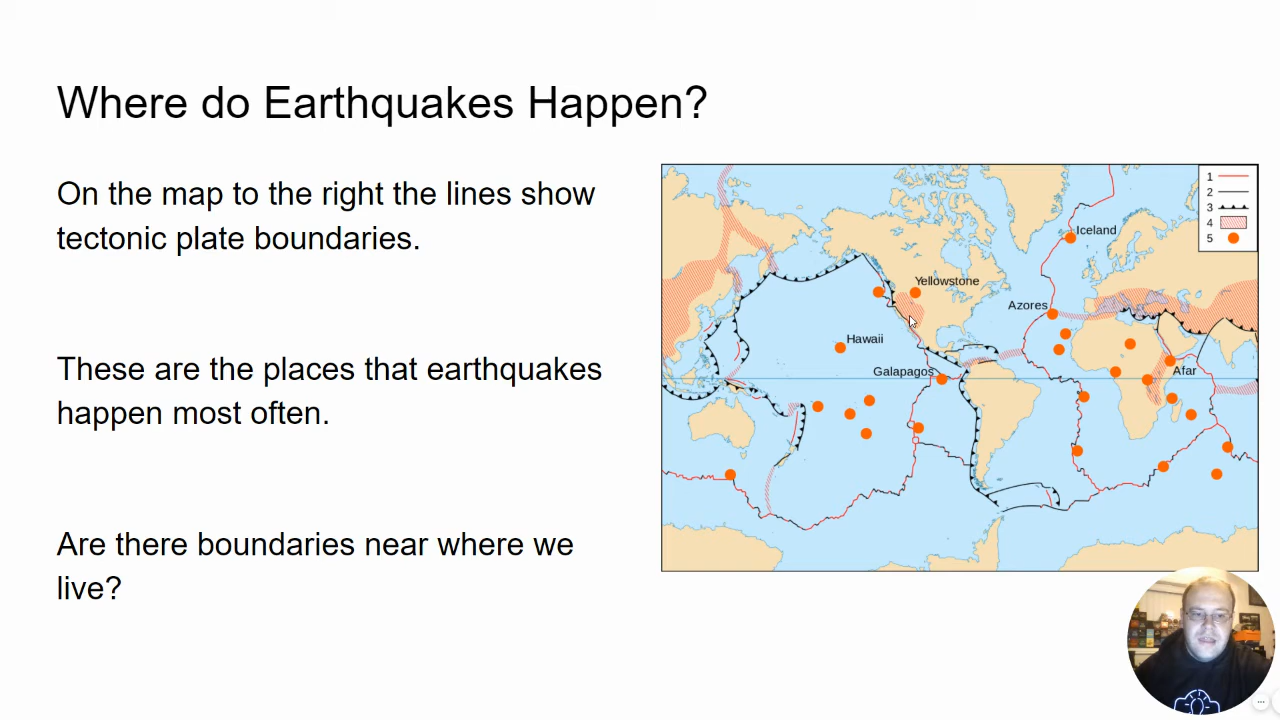 Where do Earthquakes Happen?
On the map to the right the lines show
tectonic plate boundaries.
These are the places that earthquakes
happen most often.
Are there boundaries near where we
live?
1
2
3
4
5
Iceland
Yellowstone
Azores
Hawaii
Galapagos
Afar